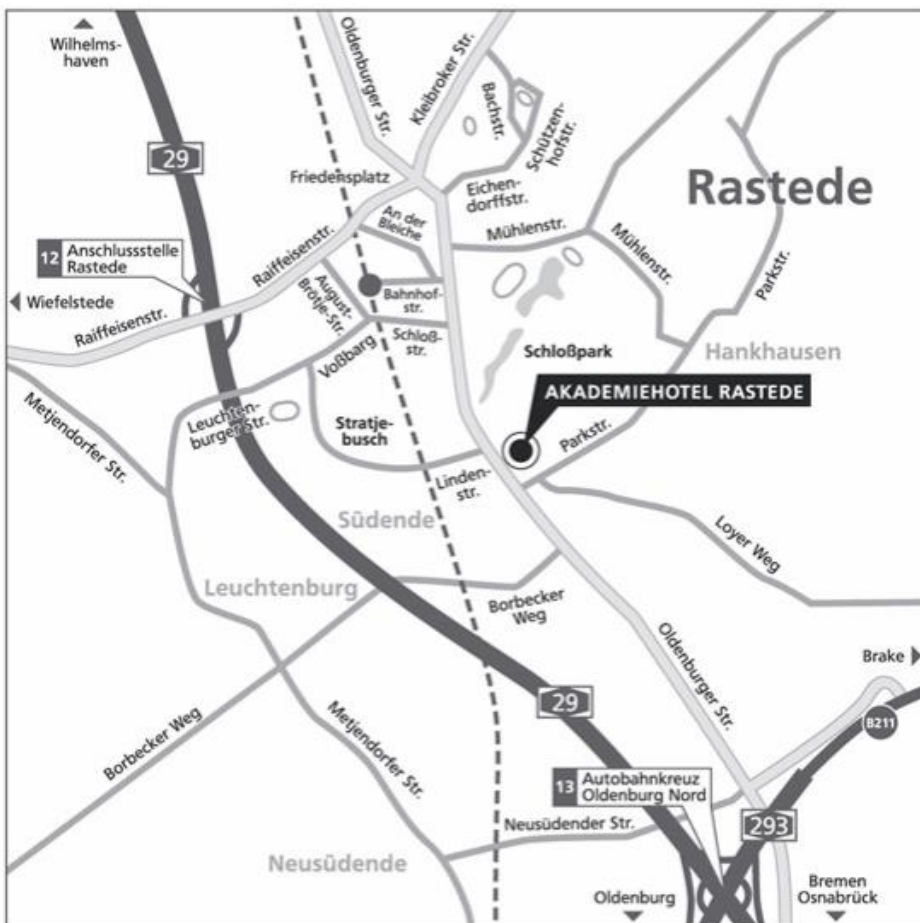 Wilhelms-
haven
Oldenburger Str.
Kleibroker Str.
Bachstr.
Schützen-
hofstr.
29
Friedensplatz
Eichen-
dorffstr.
Rastede
An der
Bleiche
Mühlenstr.
Mühlenstr.
12 Anschlussstelle
Rastede
Raiffeisenstr.
Parkstr.
Wiefelstede
Raiffeisenstr.
August-
Brötje-Str.
Bahnhof-
str.
Schloß-
str.
Voßbarg
Schloßpark
Hankhausen
AKADEMIEHOTEL RASTEDE
Metjendorfer Str.
Leuchten-
burger Str.
Stratje-
busch
Parkstr.
Linden-
str.
Südende
Loyer Weg
Leuchtenburg
Borbecker
Weg
Oldenburger Str.
Brake
29
B211
Borbecker Weg
Metjendorfer Str.
13 Autobahnkreuz
Oldenburg Nord
Neusüdender Str.
293
Neusüdende
Oldenburg
Bremen
Osnabrück